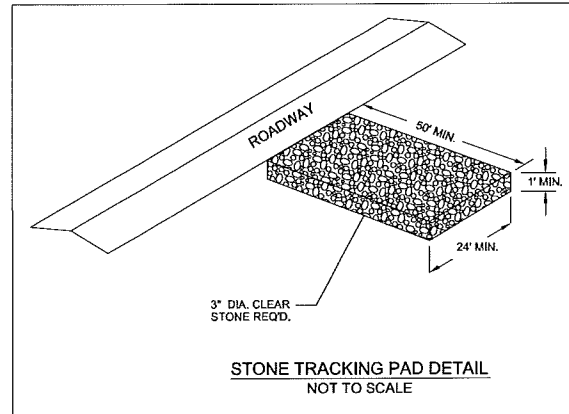 ROADWAY
50' MIN.
1' MIN.
24' MIN.
3" DIA. CLEAR
STONE REQ'D.
STONE TRACKING PAD DETAIL
NOT TO SCALE